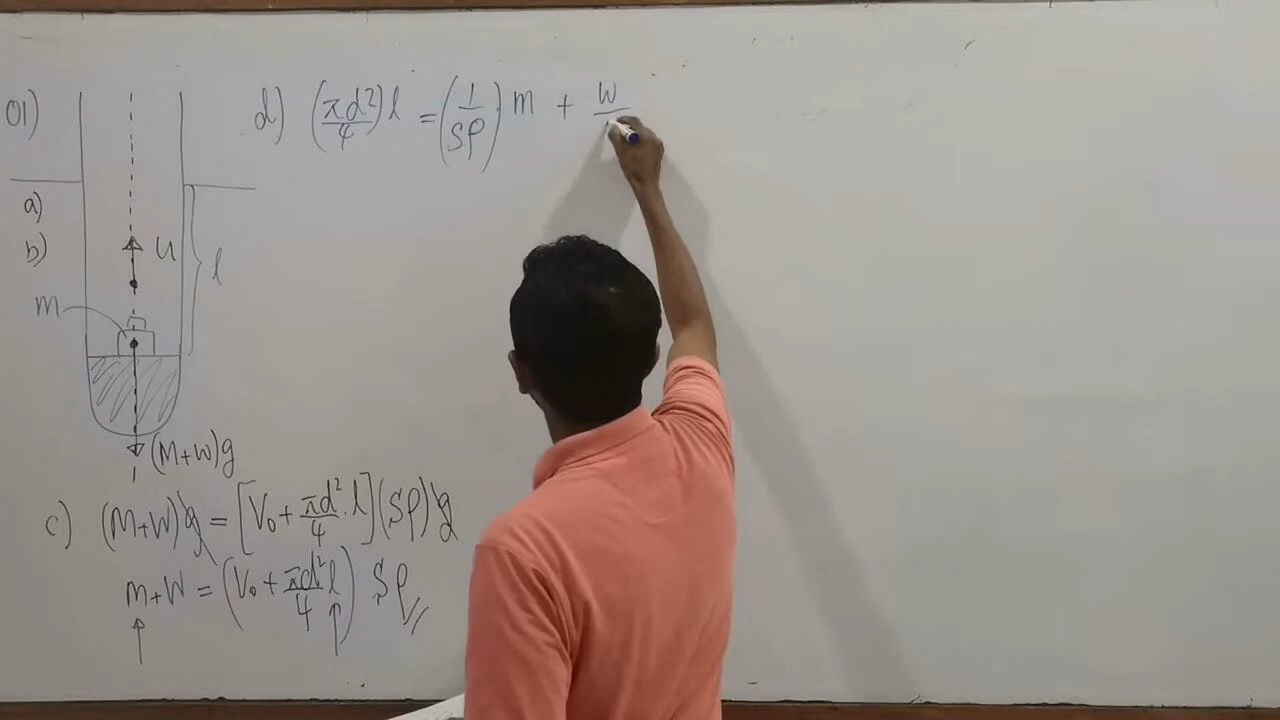 01)
d) (πd²/4) l = (1/Sρ) m + W/
a)
b)
u
l
m
(M+W)g
c) (M+W)g = [V₀ + πd²/4 . l](Sρ)g
m+W = (V₀ + πd²/4 l) Sρ //